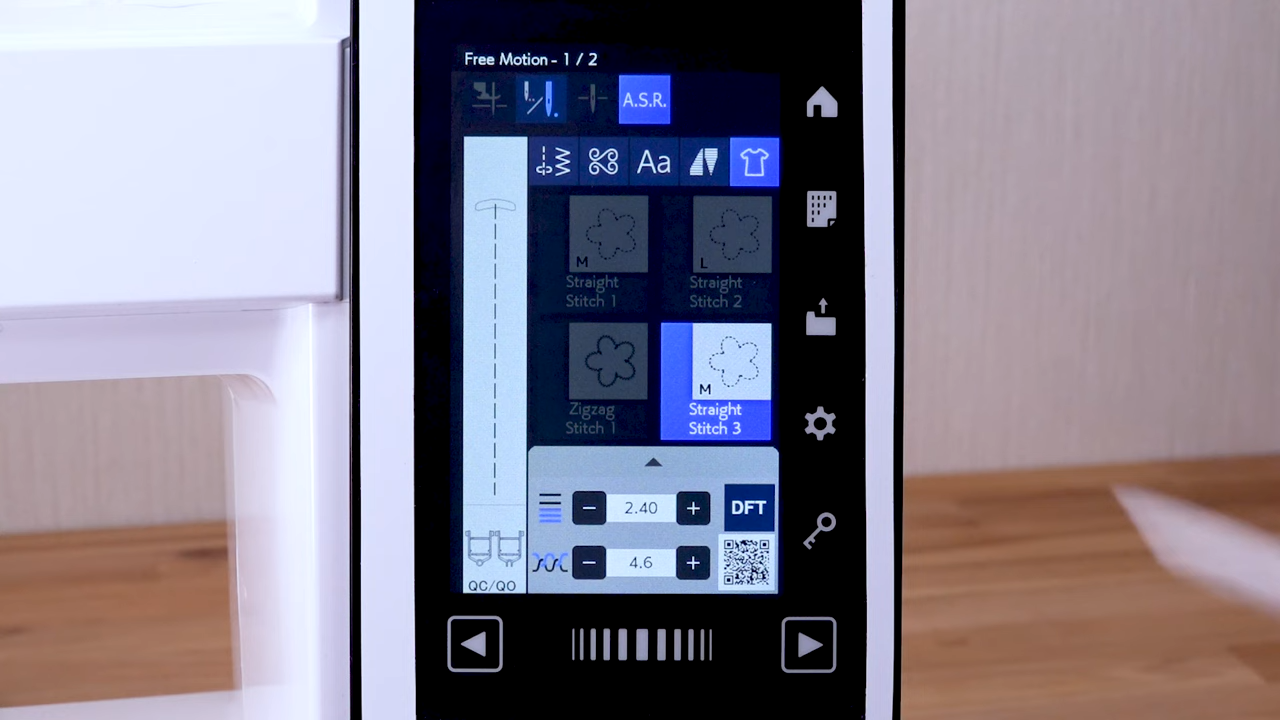 Free Motion - 1 / 2
A.S.R.
Aa
M
L
Straight
Stitch 1
Straight
Stitch 2
M
Zigzag
Stitch 1
Straight
Stitch 3
2.40
DFT
4.6
QC/QO